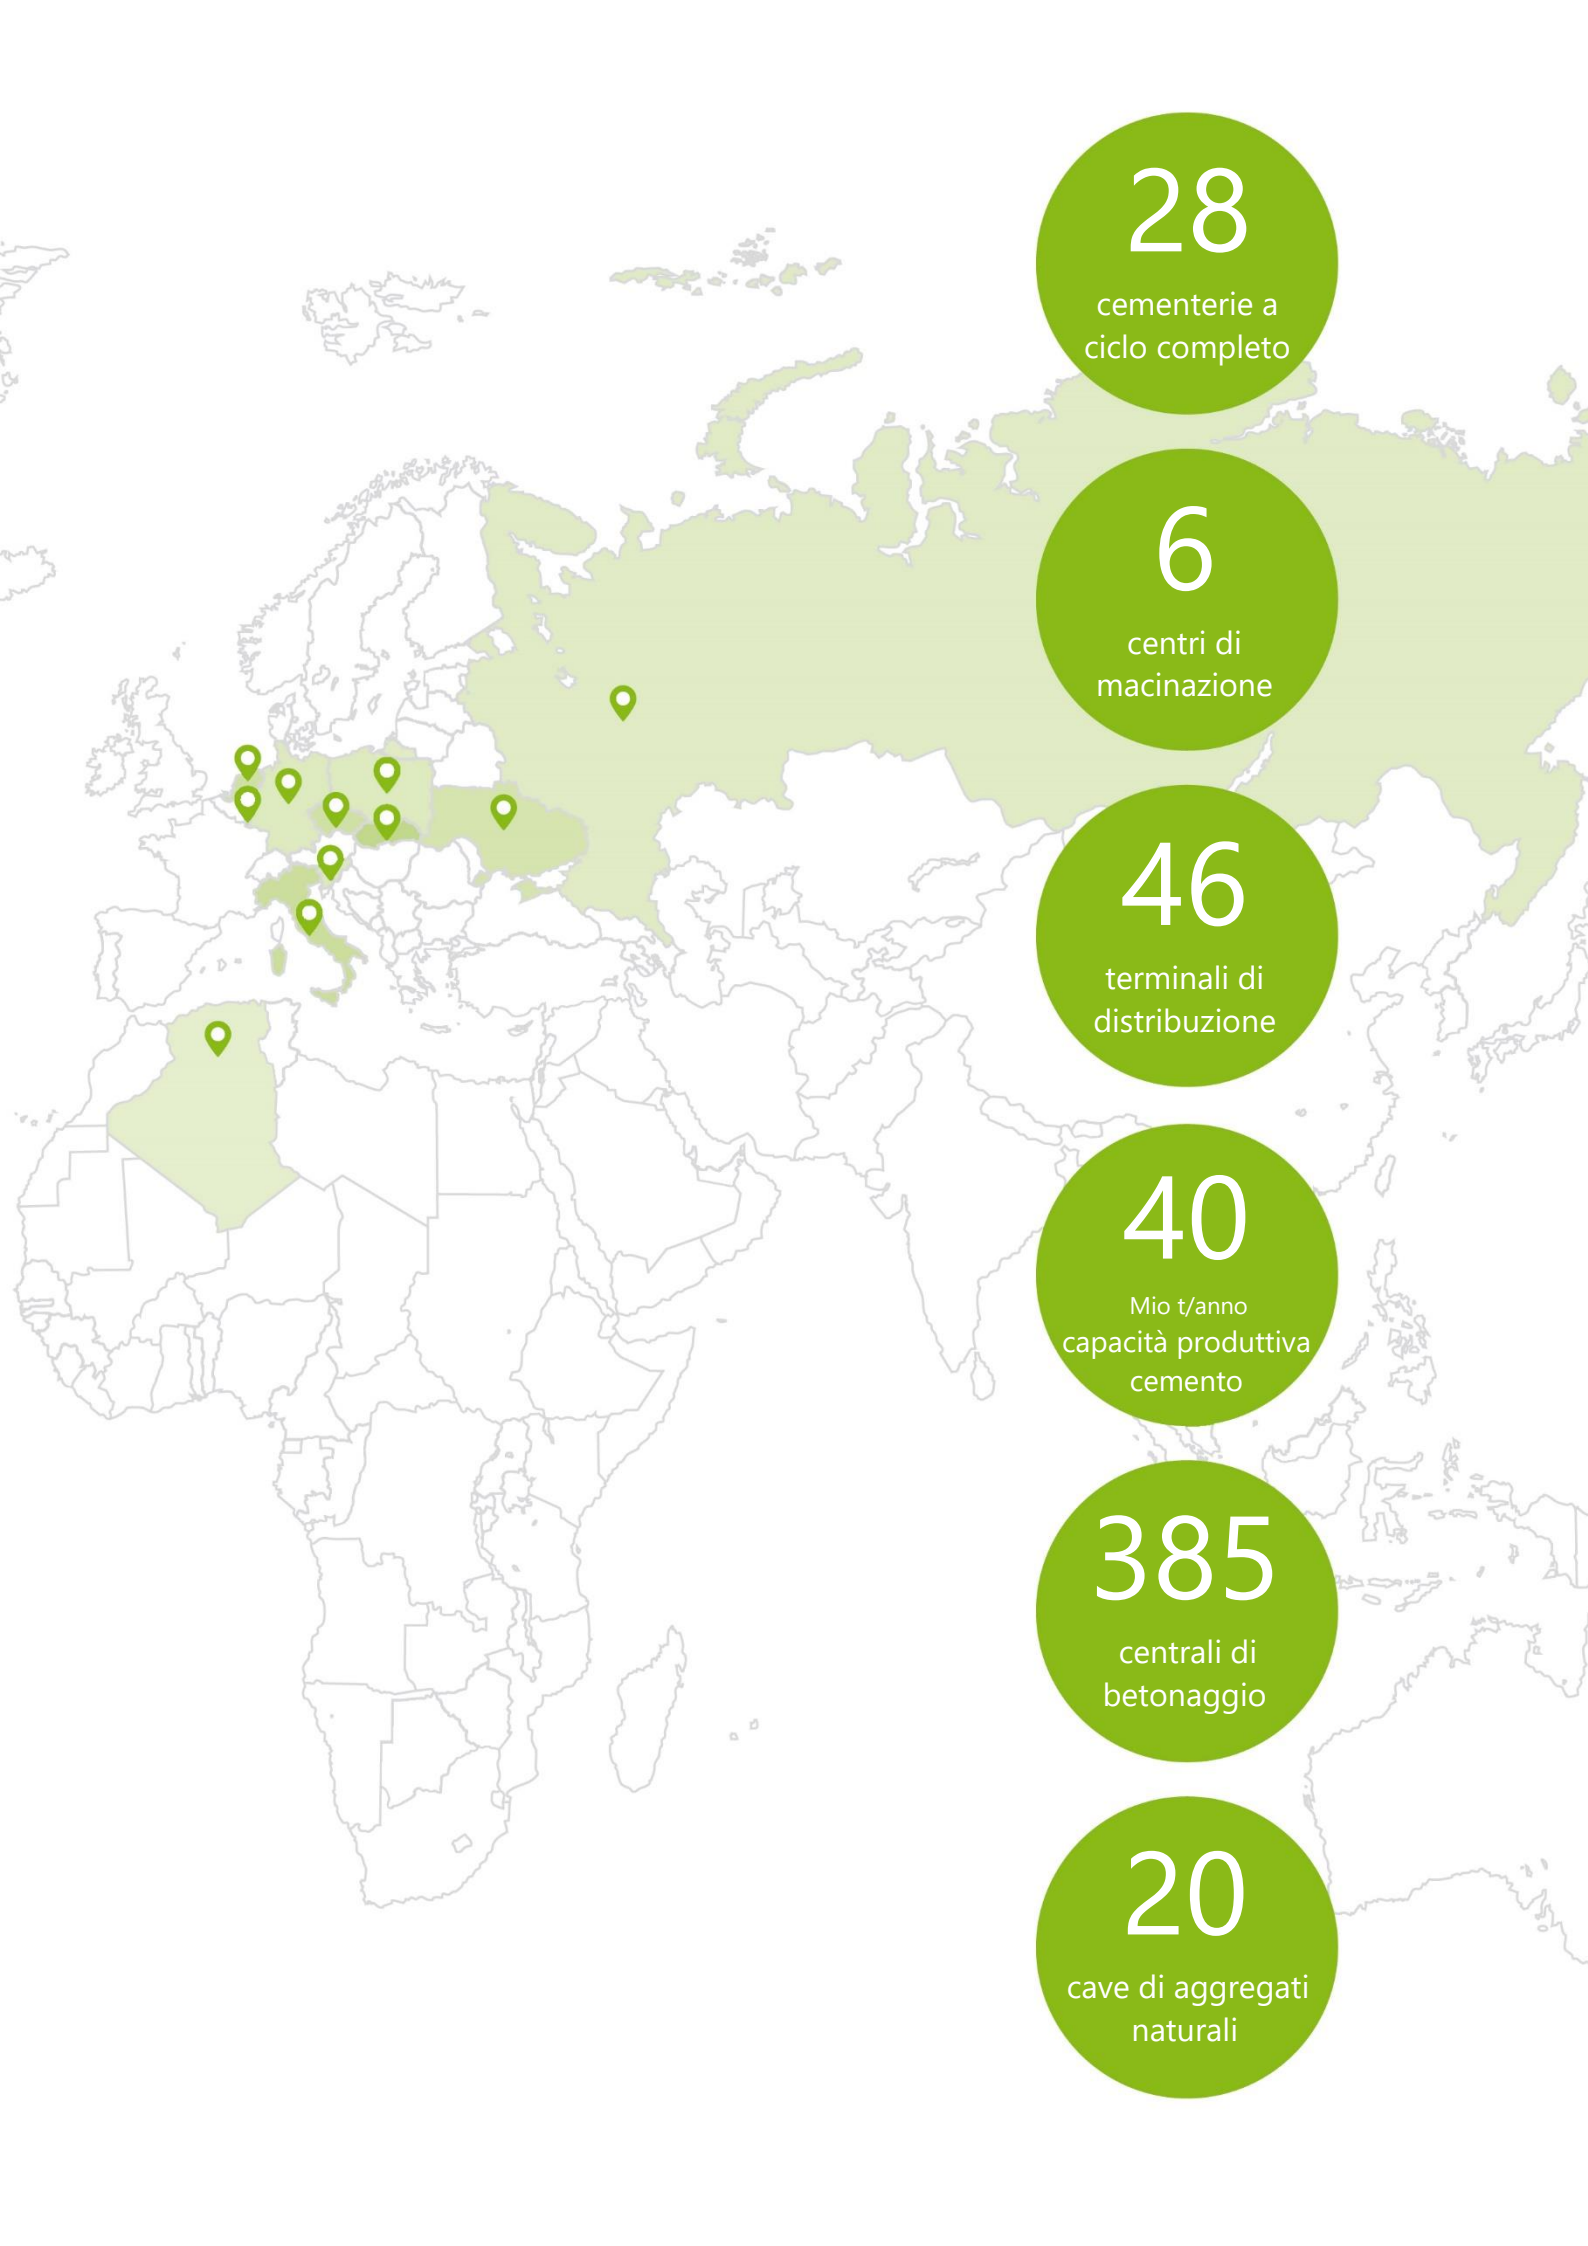 28
cementerie a
ciclo completo
6
centri di
macinazione
46
terminali di
distribuzione
40
Mio t/anno
capacità produttiva
cemento
385
centrali di
betonaggio
20
cave di aggregati
naturali